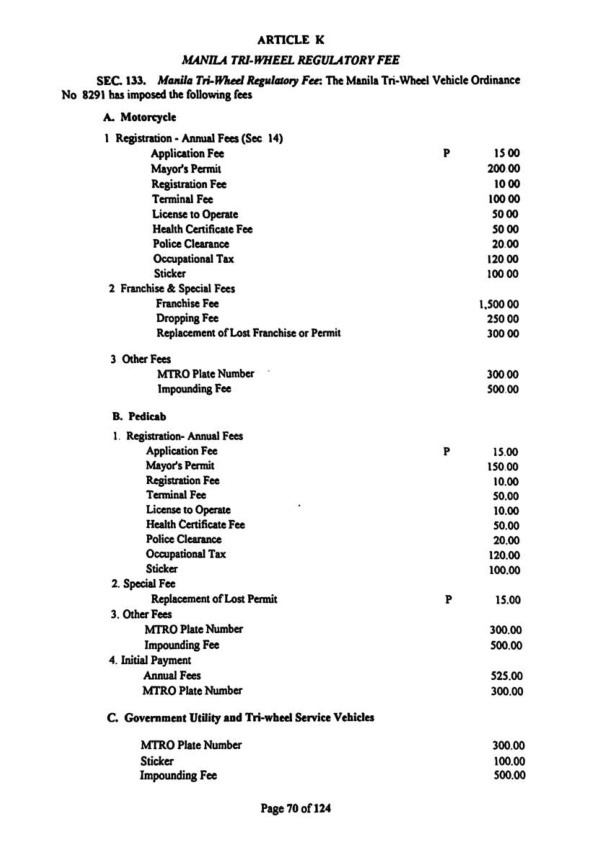 ARTICLE K
MANILA TRI-WHEEL REGULATORY FEE
SEC. 133. Manila Tri-Wheel Regulatory Fee: The Manila Tri-Wheel Vehicle Ordinance
No 8291 has imposed the following fees
A. Motorcycle
1 Registration - Annual Fees (Sec 14)
Application Fee P 15 00
Mayor's Permit 200 00
Registration Fee 10 00
Terminal Fee 100 00
License to Operate 50 00
Health Certificate Fee 50 00
Police Clearance 20.00
Occupational Tax 120 00
Sticker 100 00
2 Franchise & Special Fees
Franchise Fee 1,500 00
Dropping Fee 250 00
Replacement of Lost Franchise or Permit 300 00
3 Other Fees
MTRO Plate Number 300 00
Impounding Fee 500.00
B. Pedicab
1. Registration- Annual Fees
Application Fee P 15.00
Mayor's Permit 150.00
Registration Fee 10.00
Terminal Fee 50.00
License to Operate 10.00
Health Certificate Fee 50.00
Police Clearance 20.00
Occupational Tax 120.00
Sticker 100.00
2. Special Fee
Replacement of Lost Permit P 15.00
3. Other Fees
MTRO Plate Number 300.00
Impounding Fee 500.00
4. Initial Payment
Annual Fees 525.00
MTRO Plate Number 300.00
C. Government Utility and Tri-wheel Service Vehicles
MTRO Plate Number 300.00
Sticker 100.00
Impounding Fee 500.00
Page 70 of 124